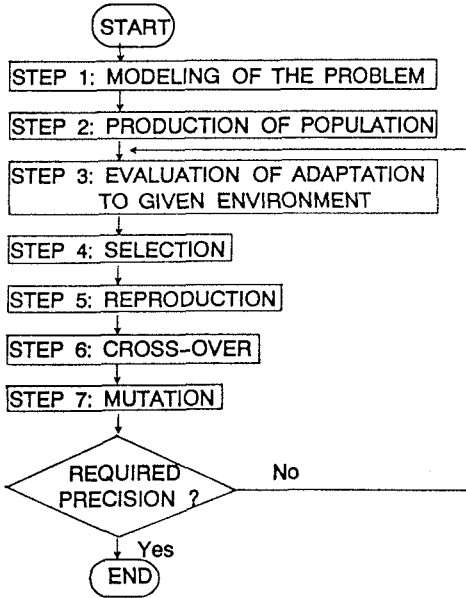 START
STEP 1: MODELING OF THE PROBLEM
STEP 2: PRODUCTION OF POPULATION
STEP 3: EVALUATION OF ADAPTATION
TO GIVEN ENVIRONMENT
STEP 4: SELECTION
STEP 5: REPRODUCTION
STEP 6: CROSS-OVER
STEP 7: MUTATION
REQUIRED
PRECISION ?
No
Yes
END